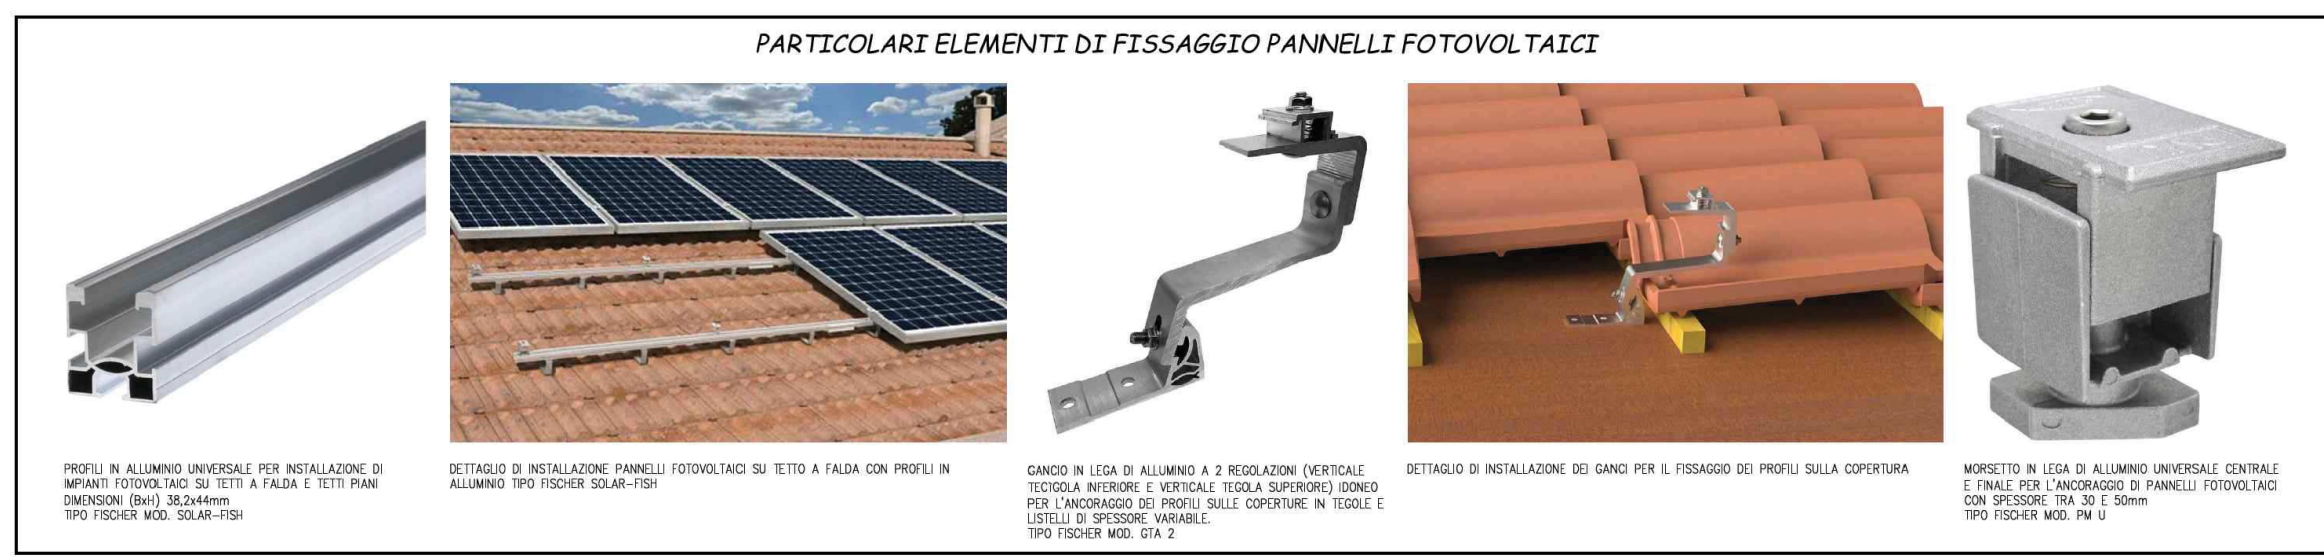 PARTICOLARI ELEMENTI DI FISSAGGIO PANNELLI FOTOVOLTAICI
PROFILI IN ALLUMINIO UNIVERSALE PER INSTALLAZIONE DI
IMPIANTI FOTOVOLTAICI SU TETTI A FALDA E TETTI PIANI
DIMENSIONI (BxH) 38,2x44mm
TIPO FISCHER MOD. SOLAR-FISH
DETTAGLIO DI INSTALLAZIONE PANNELLI FOTOVOLTAICI SU TETTO A FALDA CON PROFILI IN
ALLUMINIO TIPO FISCHER SOLAR-FISH
GANCIO IN LEGA DI ALLUMINIO A 2 REGOLAZIONI (VERTICALE
TEC1GOLA INFERIORE E VERTICALE TEGOLA SUPERIORE) IDONEO
PER L'ANCORAGGIO DEI PROFILI SULLE COPERTURE IN TEGOLE E
LISTELLI DI SPESSORE VARIABILE.
TIPO FISCHER MOD. GTA 2
DETTAGLIO DI INSTALLAZIONE DEI GANCI PER IL FISSAGGIO DEI PROFILI SULLA COPERTURA
MORSETTO IN LEGA DI ALLUMINIO UNIVERSALE CENTRALE
E FINALE PER L'ANCORAGGIO DI PANNELLI FOTOVOLTAICI
CON SPESSORE TRA 30 E 50mm
TIPO FISCHER MOD. PM U